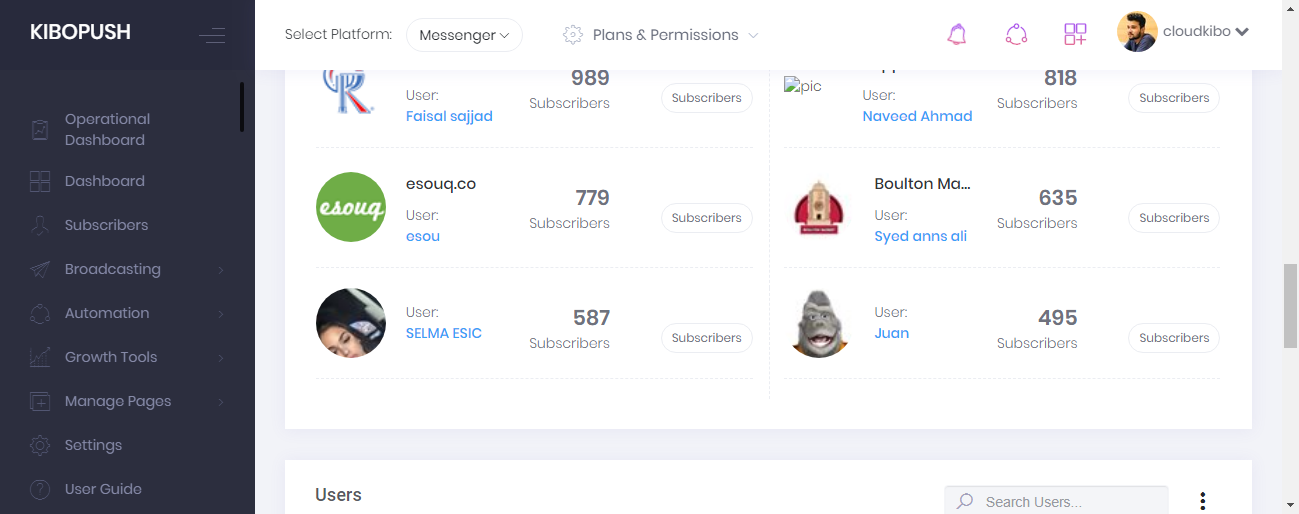 KIBOPUSH
Select Platform:
Messenger
Plans & Permissions
cloudkibo
Operational
Dashboard
Dashboard
Subscribers
Broadcasting
Automation
Growth Tools
Manage Pages
Settings
User Guide
989
User:
Subscribers
Subscribers
Faisal sajjad
pic
818
User:
Subscribers
Subscribers
Naveed Ahmad
esouq
esouq.co
779
User:
Subscribers
Subscribers
esou
Boulton Ma...
635
User:
Subscribers
Subscribers
Syed anns ali
User:
587
SELMA ESIC
Subscribers
Subscribers
User:
495
Juan
Subscribers
Subscribers
Users
Search Users...